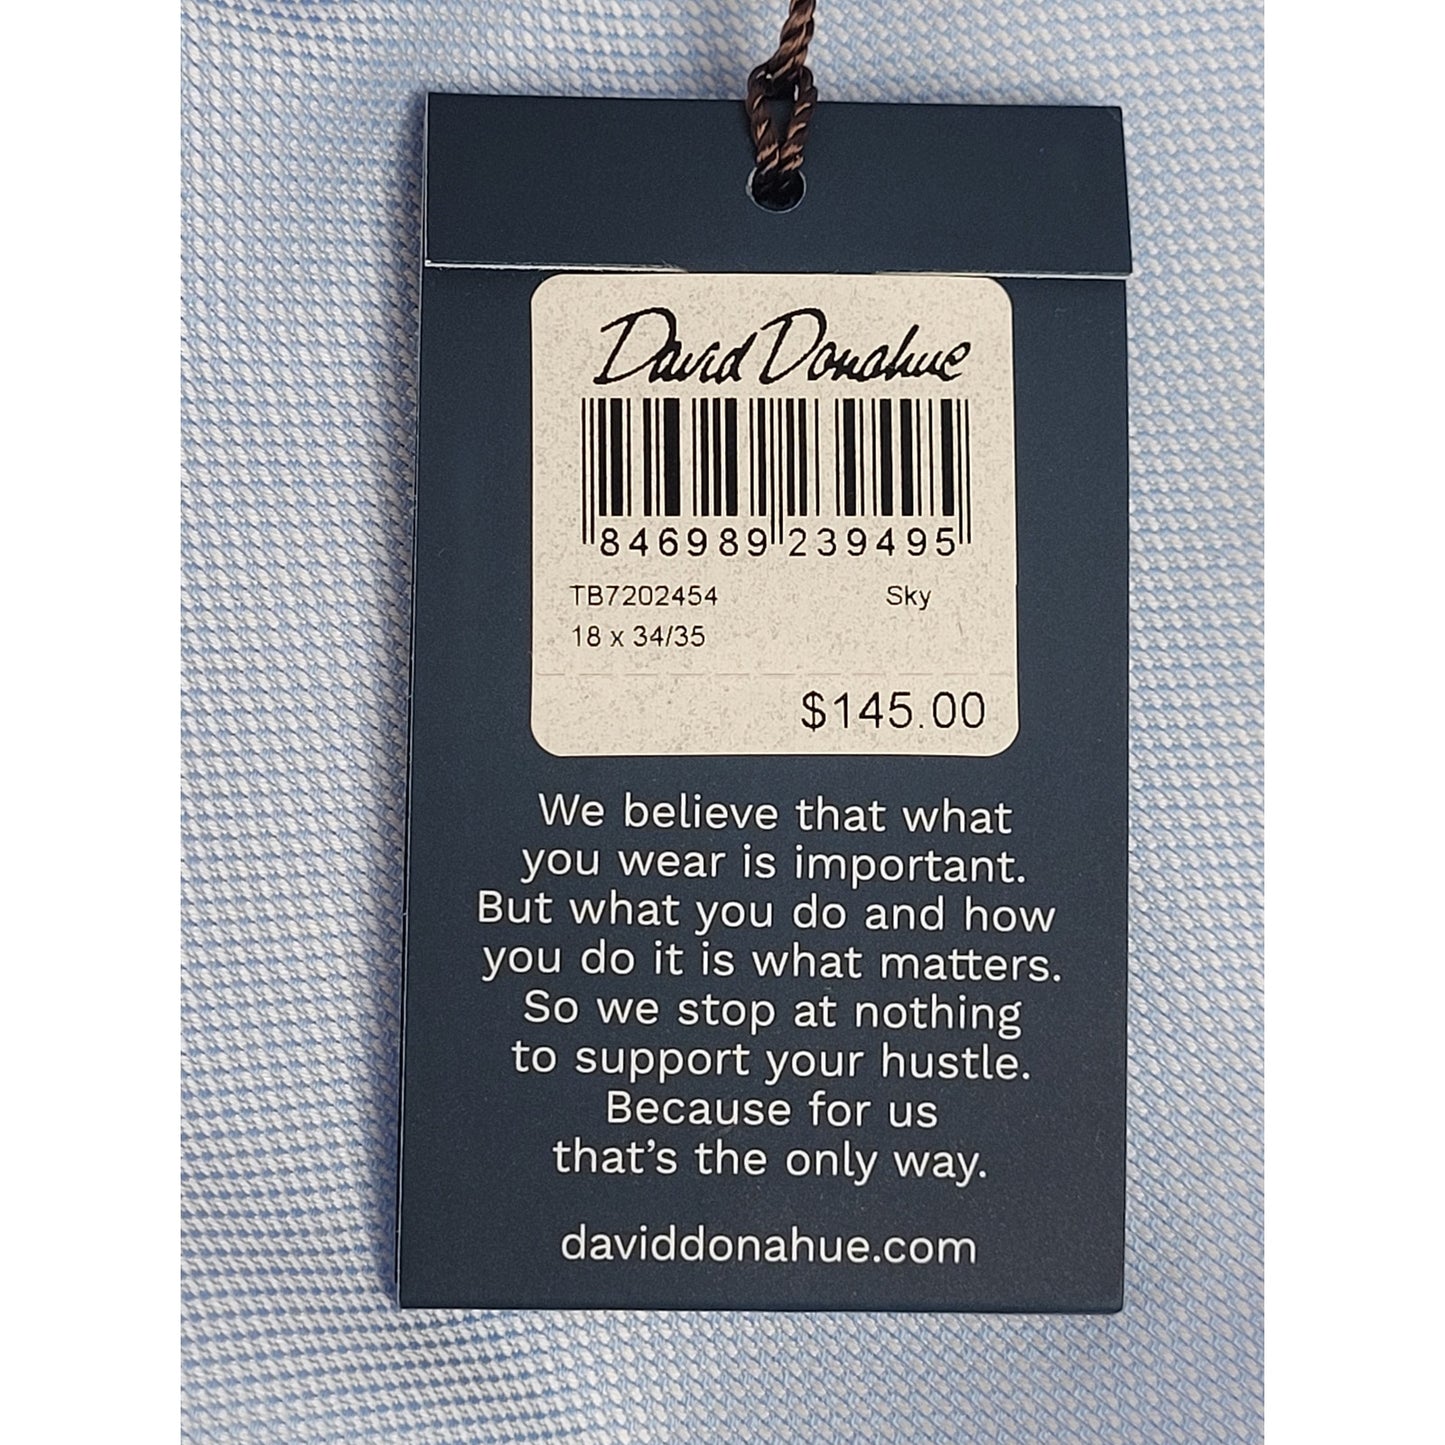 David Donahue
846989 239495
TB7202454 Sky
18 x 34/35
$145.00
We believe that what
you wear is important.
But what you do and how
you do it is what matters.
So we stop at nothing
to support your hustle.
Because for us
that's the only way.
daviddonahue.com